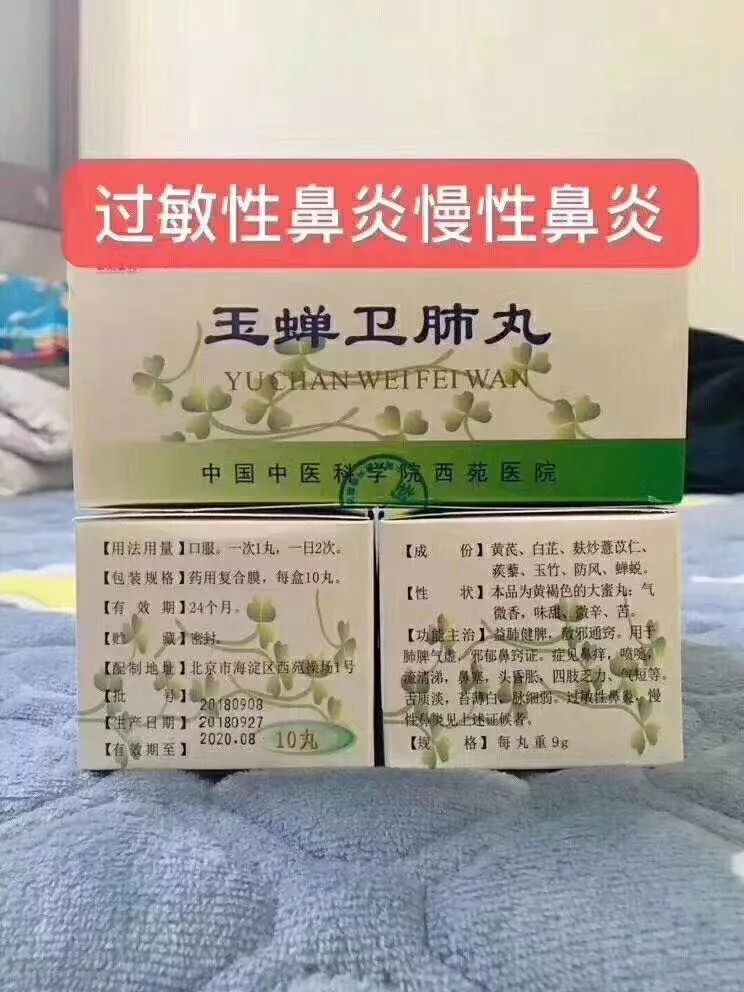 过敏性鼻炎慢性鼻炎
玉蝉卫肺丸
YU CHAN WEI FEI WAN
中国中医科学院西苑医院
【用法用量】口服。一次1丸，一日2次。
【包装规格】药用复合膜，每盒10丸。
【有 效 期】24个月。
【贮 藏】密封。
【配制地址】北京市海淀区西苑操场1号
【批 号】20180908
【生产日期】20180927
【有效期至】2020.08
10丸
【成 份】黄芪、白芷、麸炒薏苡仁、
蒺藜、玉竹、防风、蝉蜕。
【性 状】本品为黄褐色的大蜜丸；气
微香，味甜、微辛、苦。
【功能主治】益肺健脾，散邪通窍。用于
肺脾气虚，邪郁鼻窍证。症见鼻痒，喷嚏，
流清涕，鼻塞，头昏胀，四肢乏力、气短等。
舌质淡，苔薄白、脉细弱。过敏性鼻炎，慢
性鼻炎见上述证候者。
【规 格】每丸重9g